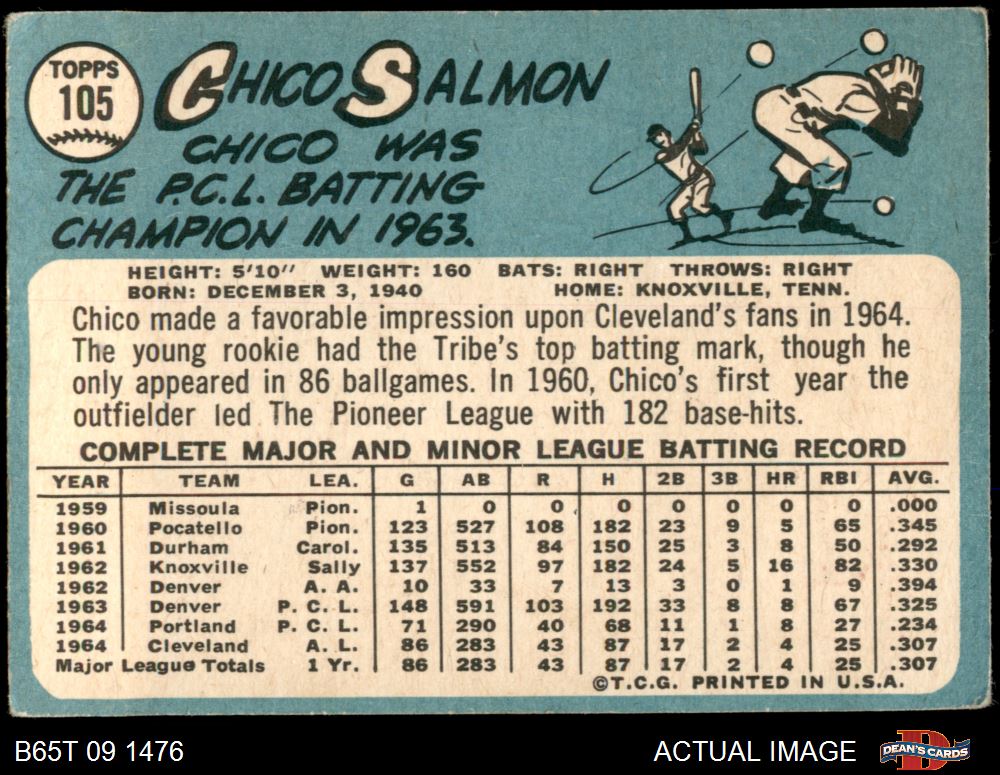 TOPPS
105
CHICO SALMON
CHICO WAS
THE P.C.L. BATTING
CHAMPION IN 1963.
HEIGHT: 5'10" WEIGHT: 160 BATS: RIGHT THROWS: RIGHT
BORN: DECEMBER 3, 1940 HOME: KNOXVILLE, TENN.
Chico made a favorable impression upon Cleveland's fans in 1964.
The young rookie had the Tribe's top batting mark, though he
only appeared in 86 ballgames. In 1960, Chico's first year the
outfielder led The Pioneer League with 182 base-hits.
COMPLETE MAJOR AND MINOR LEAGUE BATTING RECORD
YEAR TEAM LEA. G AB R H 2B 3B HR RBI AVG.
1959 Missoula Pion. 1 0 0 0 0 0 0 0 .000
1960 Pocatello Pion. 123 527 108 182 23 9 5 65 .345
1961 Durham Carol. 135 513 84 150 25 3 8 50 .292
1962 Knoxville Sally 137 552 97 182 24 5 16 82 .330
1962 Denver A. A. 10 33 7 13 3 0 1 9 .394
1963 Denver P. C. L. 148 591 103 192 33 8 8 67 .325
1964 Portland P. C. L. 71 290 40 68 11 1 8 27 .234
1964 Cleveland A. L. 86 283 43 87 17 2 4 25 .307
Major League Totals 1 Yr. 86 283 43 87 17 2 4 25 .307
©T.C.G. PRINTED IN U.S.A.
B65T 09 1476 ACTUAL IMAGE DEAN'S CARDS